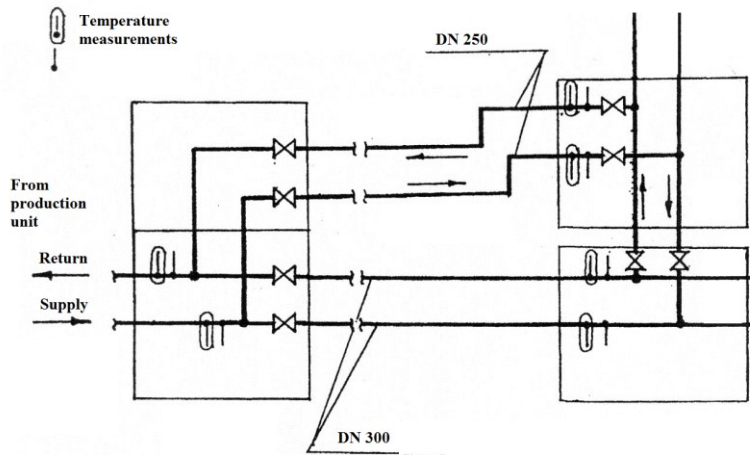 Temperature
measurements
DN 250
From
production
unit
Return
Supply
DN 300